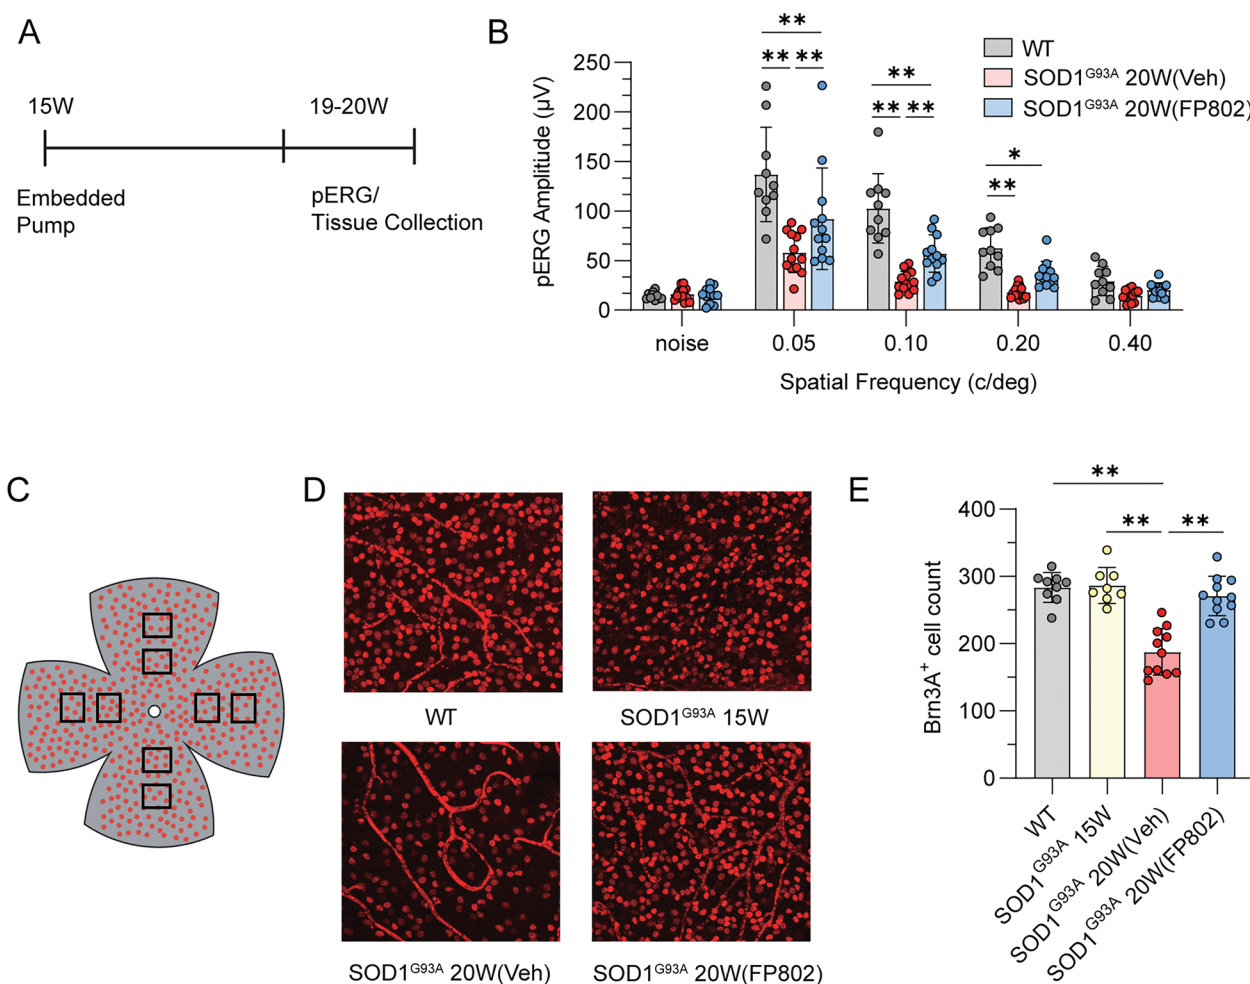 A
15W
19-20W
Embedded
Pump
pERG/
Tissue Collection
B
WT
SOD1G93A 20W(Veh)
SOD1G93A 20W(FP802)
** ** **
** ** **
** *
pERG Amplitude (μV)
250
200
150
100
50
0
noise 0.05 0.10 0.20 0.40
Spatial Frequency (c/deg)
C
D
WT
SOD1G93A 15W
SOD1G93A 20W(Veh)
SOD1G93A 20W(FP802)
E
**
** **
Brn3A+ cell count
400
300
200
100
0
WT
SOD1G93A 15W
SOD1G93A 20W(Veh)
SOD1G93A 20W(FP802)